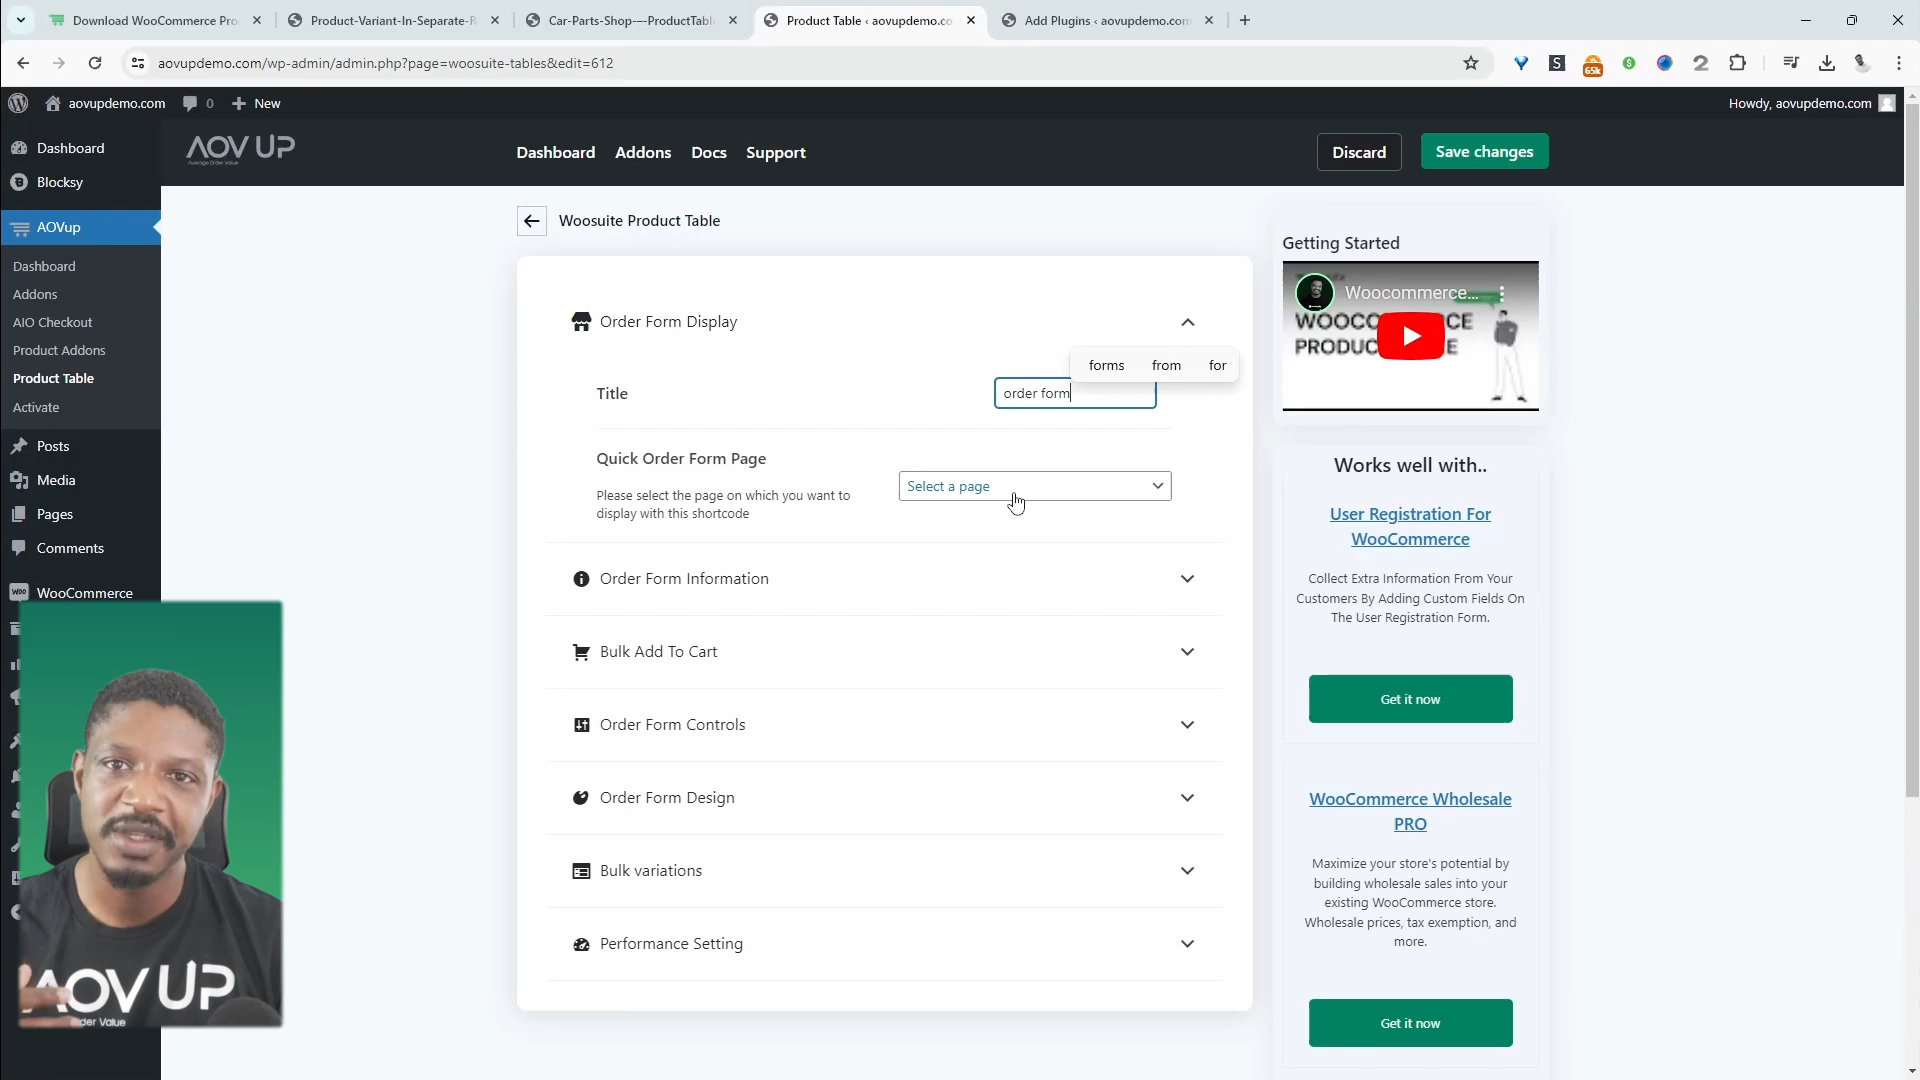 Download WooCommerce Pro
Product-Variant-In-Separate-R
Car-Parts-Shop-–-ProductTabl
Product Table ‹ aovupdemo.co
Add Plugins ‹ aovupdemo.com
aovupdemo.com/wp-admin/admin.php?page=woosuite-tables&edit=612
S
65k
aovupdemo.com
0
New
Howdy, aovupdemo.com
AOV UP
Average Order Value
Dashboard
Addons
Docs
Support
Discard
Save changes
Dashboard
Blocksy
AOVup
Dashboard
Addons
AIO Checkout
Product Addons
Product Table
Activate
Posts
Media
Pages
Comments
WooCommerce
Woosuite Product Table
Order Form Display
forms from for
Title
order form
Quick Order Form Page
Please select the page on which you want to
display with this shortcode
Select a page
Order Form Information
Bulk Add To Cart
Order Form Controls
Order Form Design
Bulk variations
Performance Setting
Getting Started
Woocommerce...
Works well with..
User Registration For
WooCommerce
Collect Extra Information From Your
Customers By Adding Custom Fields On
The User Registration Form.
Get it now
WooCommerce Wholesale
PRO
Maximize your store's potential by
building wholesale sales into your
existing WooCommerce store.
Wholesale prices, tax exemption, and
more.
Get it now
AOV UP